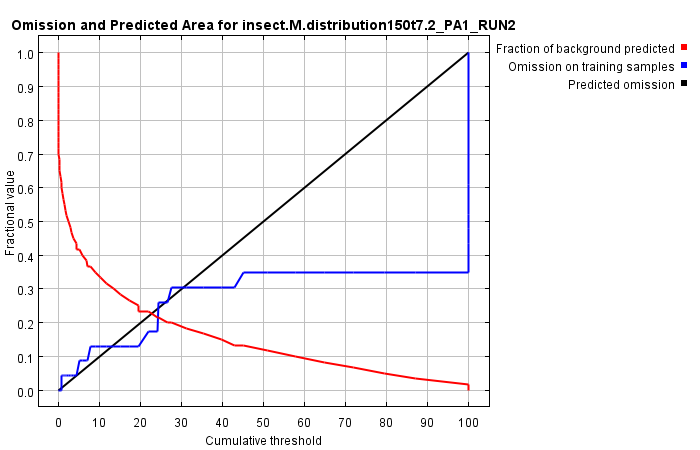 Omission and Predicted Area for insect.M.distribution150t7.2_PA1_RUN2
Fraction of background predicted
Omission on training samples
Predicted omission
Fractional value
1.0
0.9
0.8
0.7
0.6
0.5
0.4
0.3
0.2
0.1
0.0
0 10 20 30 40 50 60 70 80 90 100
Cumulative threshold